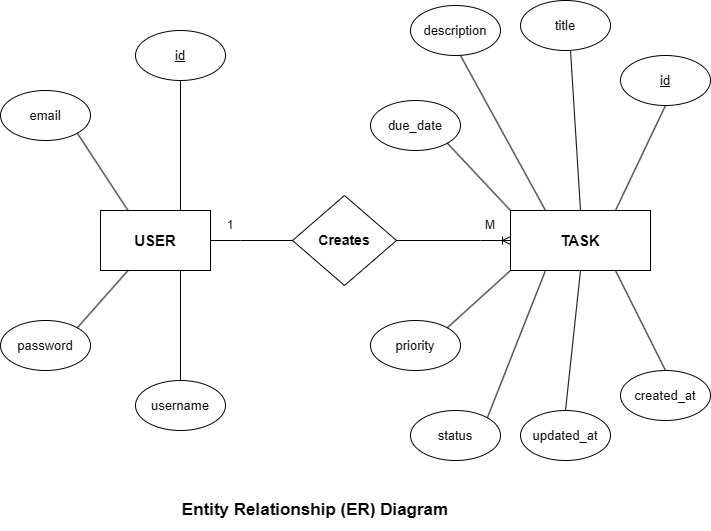 description
title
id
id
email
due_date
1
M
USER
Creates
TASK
password
priority
username
status
updated_at
created_at
Entity Relationship (ER) Diagram